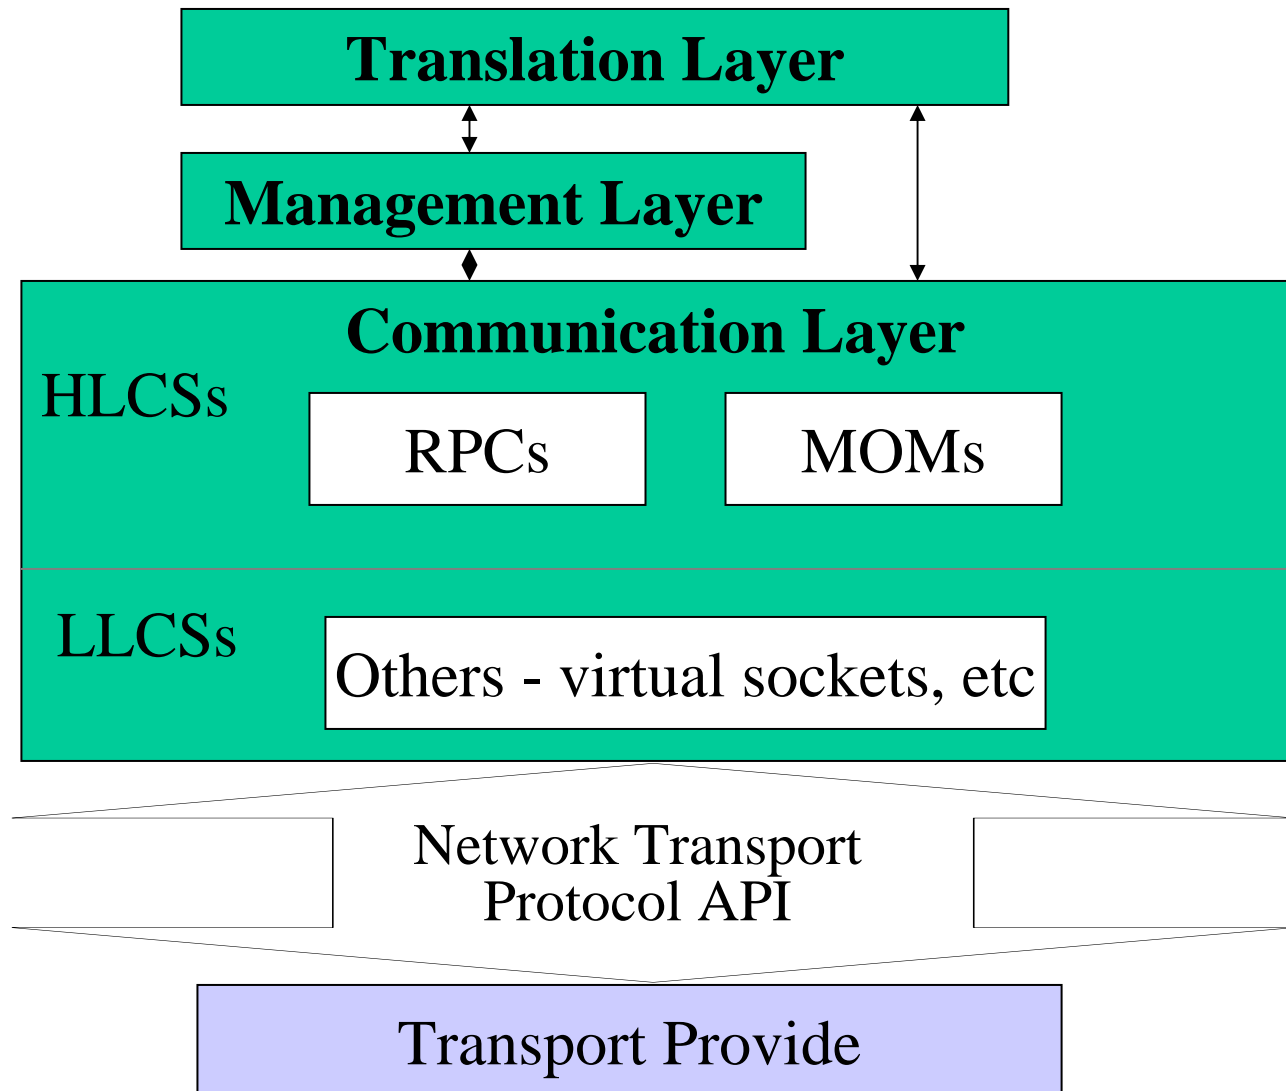 Translation Layer
Management Layer
Communication Layer
HLCSs
RPCs
MOMs
LLCSs
Others - virtual sockets, etc
Network Transport
Protocol API
Transport Provide